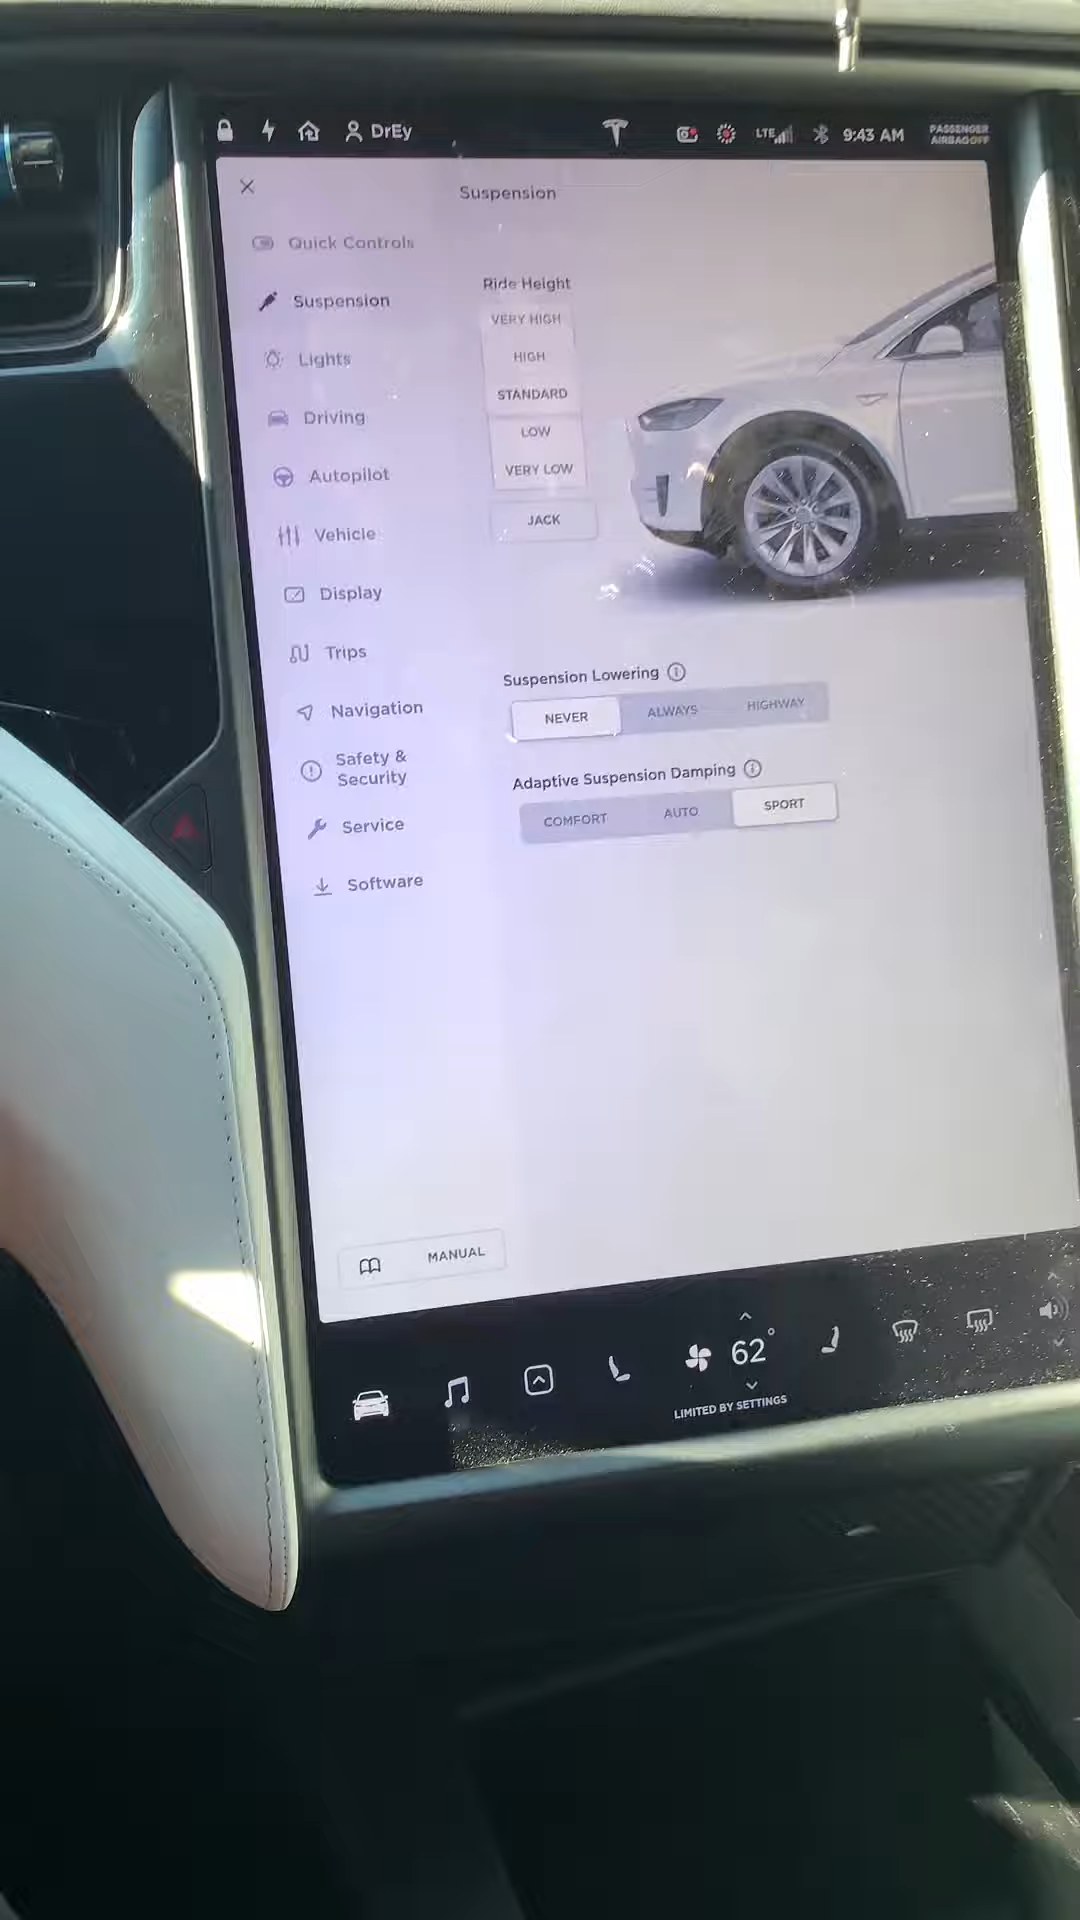 DrEy
LTE
9:43 AM
PASSENGER
AIRBAG OFF
Suspension
Quick Controls
Suspension
Lights
Driving
Autopilot
Vehicle
Display
Trips
Navigation
Safety &
Security
Service
Software
Ride Height
VERY HIGH
HIGH
STANDARD
LOW
VERY LOW
JACK
Suspension Lowering
NEVER ALWAYS HIGHWAY
Adaptive Suspension Damping
COMFORT AUTO SPORT
MANUAL
62°
LIMITED BY SETTINGS